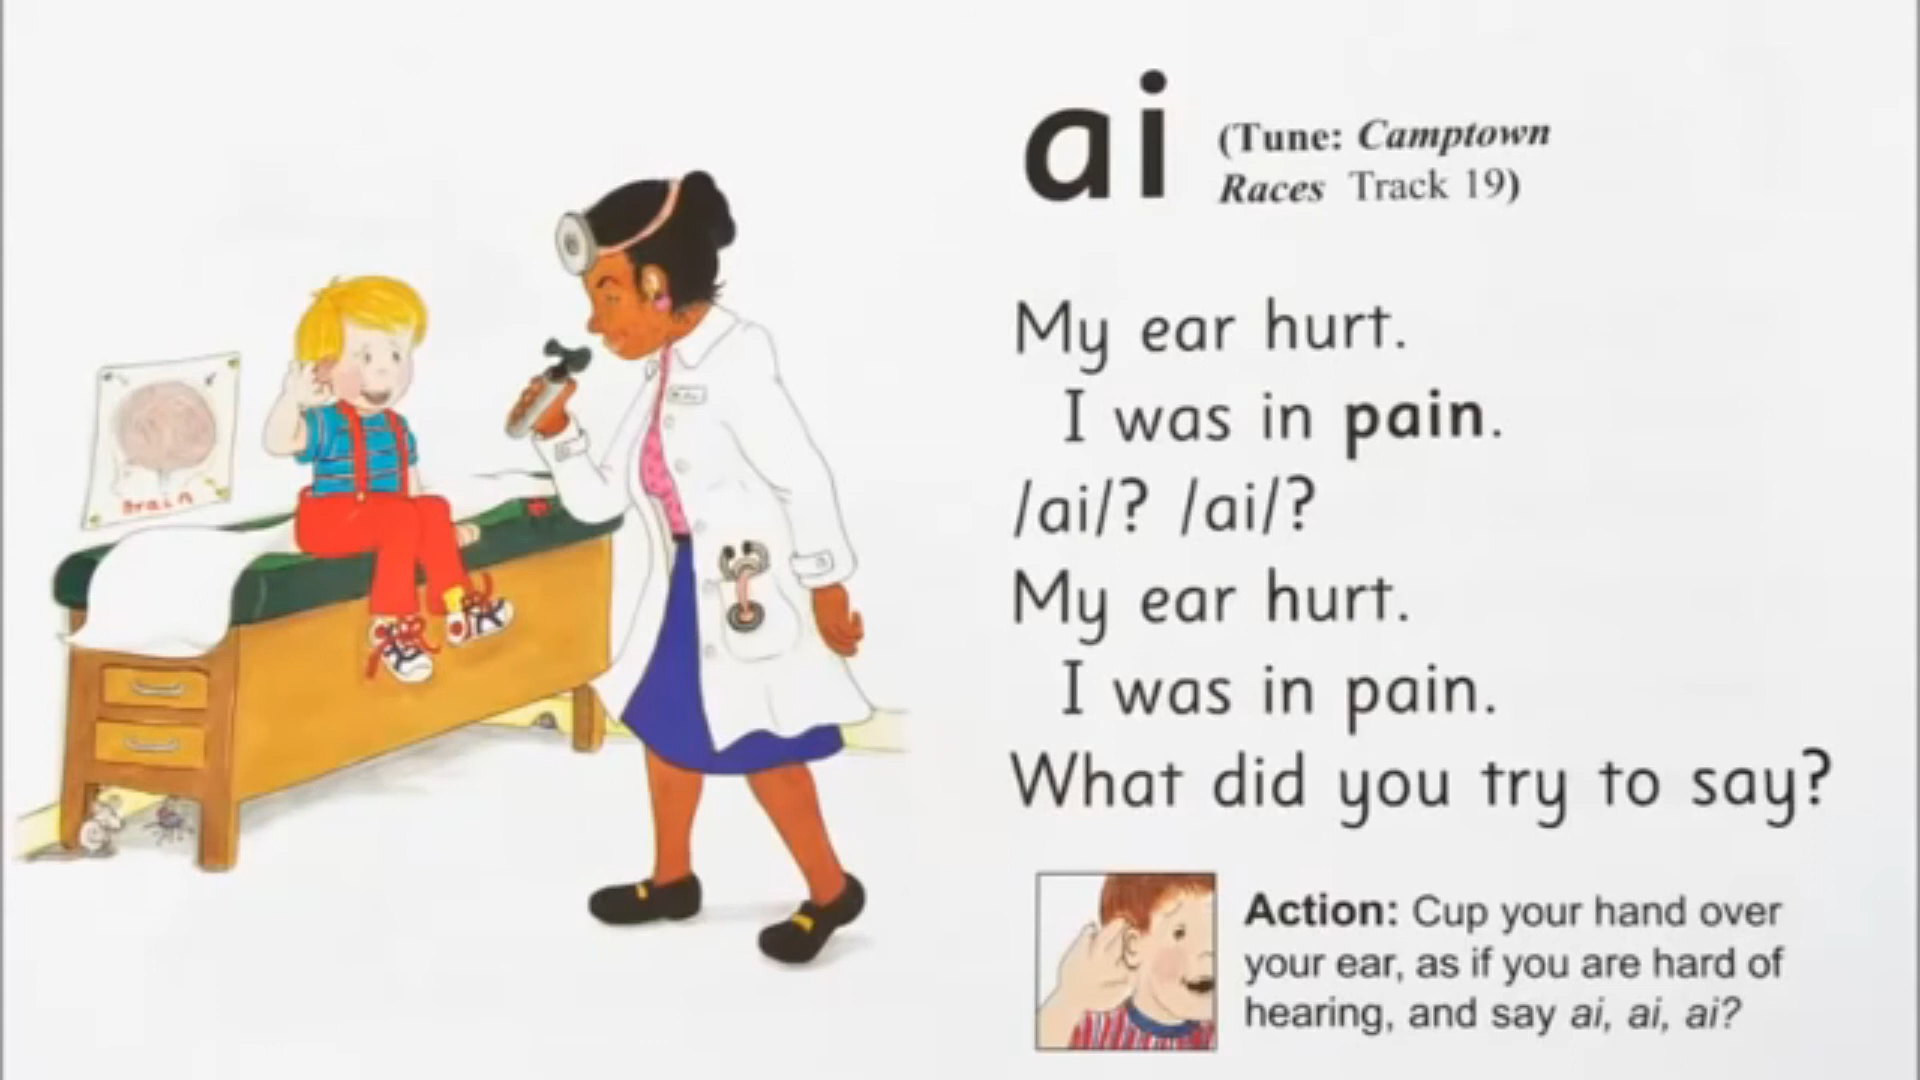 ai
(Tune: Camptown
Races Track 19)
My ear hurt.
I was in pain.
/ai/? /ai/?
My ear hurt.
I was in pain.
What did you try to say?
Action: Cup your hand over
your ear, as if you are hard of
hearing, and say ai, ai, ai?
Brain